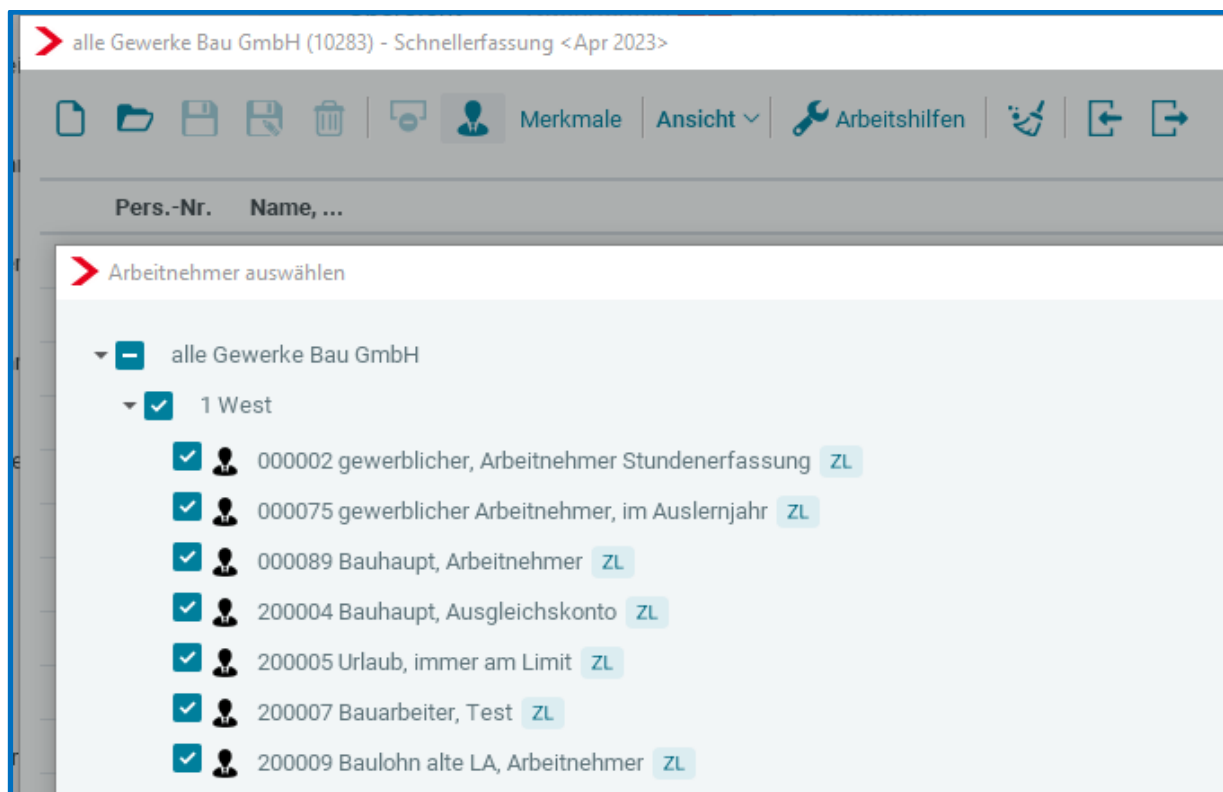 alle Gewerke Bau GmbH (10283) - Schnellerfassung <Apr 2023>
Merkmale Ansicht Arbeitshilfen
Pers.-Nr. Name, ...
Arbeitnehmer auswählen
alle Gewerke Bau GmbH
1 West
000002 gewerblicher, Arbeitnehmer Stundenerfassung ZL
000075 gewerblicher Arbeitnehmer, im Auslernjahr ZL
000089 Bauhaupt, Arbeitnehmer ZL
200004 Bauhaupt, Ausgleichskonto ZL
200005 Urlaub, immer am Limit ZL
200007 Bauarbeiter, Test ZL
200009 Baulohn alte LA, Arbeitnehmer ZL